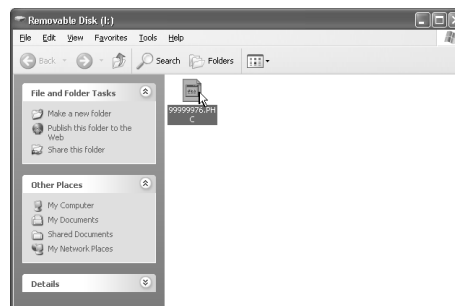 Removable Disk (I:)
File Edit View Favorites Tools Help
Back Search Folders
File and Folder Tasks
Make a new folder
Publish this folder to the
Web
Share this folder
99999976.PH
C
Other Places
My Computer
My Documents
Shared Documents
My Network Places
Details